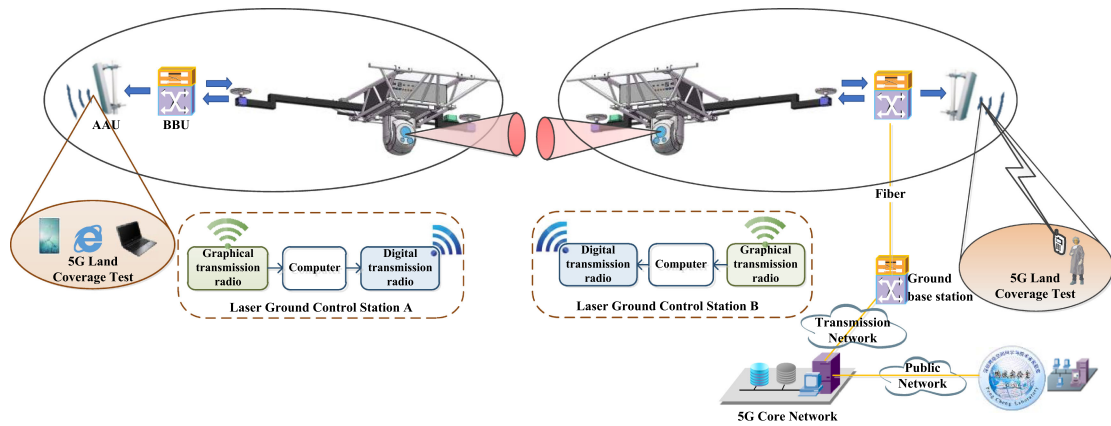 AAU
BBU
5G Land
Coverage Test
Graphical
transmission
radio
Computer
Digital
transmission
radio
Laser Ground Control Station A
Digital
transmission
radio
Computer
Graphical
transmission
radio
Laser Ground Control Station B
Fiber
Ground
base station
5G Land
Coverage Test
Transmission
Network
Public
Network
5G Core Network